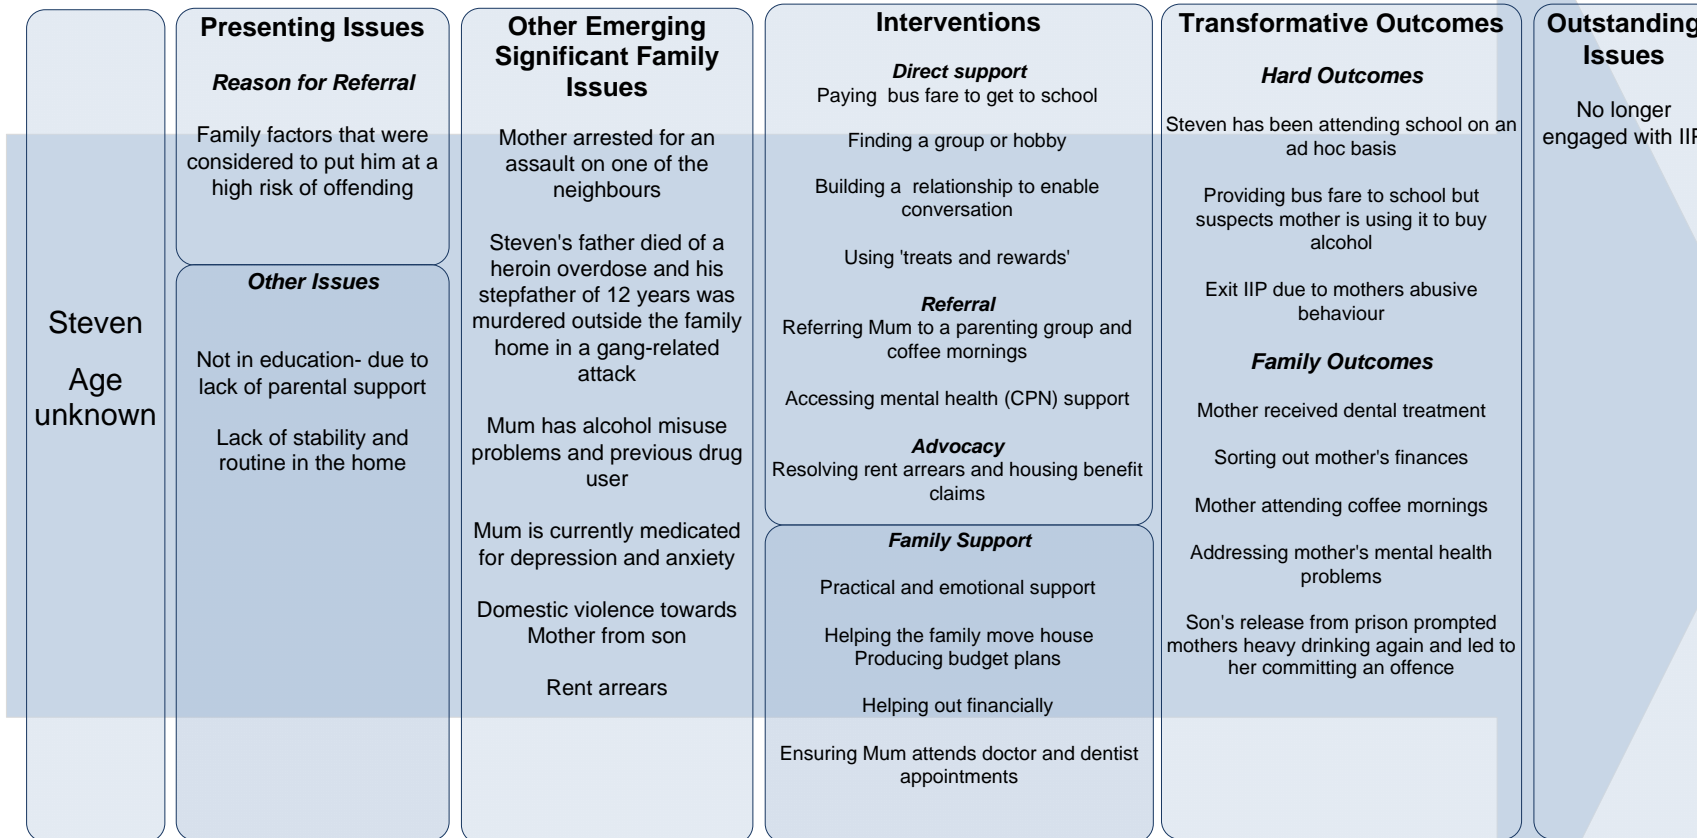 Steven
Age
unknown
Presenting Issues
Reason for Referral
Family factors that were
considered to put him at a
high risk of offending
Other Issues
Not in education- due to
lack of parental support
Lack of stability and
routine in the home
Other Emerging
Significant Family
Issues
Mother arrested for an
assault on one of the
neighbours
Steven's father died of a
heroin overdose and his
stepfather of 12 years was
murdered outside the family
home in a gang-related
attack
Mum has alcohol misuse
problems and previous drug
user
Mum is currently medicated
for depression and anxiety
Domestic violence towards
Mother from son
Rent arrears
Interventions
Direct support
Paying bus fare to get to school
Finding a group or hobby
Building a relationship to enable
conversation
Using 'treats and rewards'
Referral
Referring Mum to a parenting group and
coffee mornings
Accessing mental health (CPN) support
Advocacy
Resolving rent arrears and housing benefit
claims
Family Support
Practical and emotional support
Helping the family move house
Producing budget plans
Helping out financially
Ensuring Mum attends doctor and dentist
appointments
Transformative Outcomes
Hard Outcomes
Steven has been attending school on an
ad hoc basis
Providing bus fare to school but
suspects mother is using it to buy
alcohol
Exit IIP due to mothers abusive
behaviour
Family Outcomes
Mother received dental treatment
Sorting out mother's finances
Mother attending coffee mornings
Addressing mother's mental health
problems
Son's release from prison prompted
mothers heavy drinking again and led to
her committing an offence
Outstanding
Issues
No longer
engaged with IIP